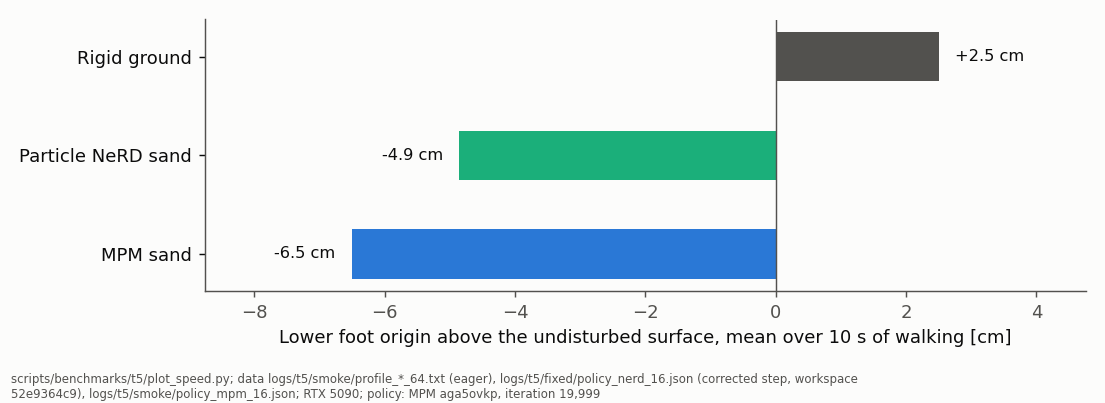 Rigid ground
+2.5 cm
Particle NeRD sand
-4.9 cm
MPM sand
-6.5 cm
−8 −6 −4 −2 0 2 4
Lower foot origin above the undisturbed surface, mean over 10 s of walking [cm]
scripts/benchmarks/t5/plot_speed.py; data logs/t5/smoke/profile_*_64.txt (eager), logs/t5/fixed/policy_nerd_16.json (corrected step, workspace
52e9364c9), logs/t5/smoke/policy_mpm_16.json; RTX 5090; policy: MPM aga5ovkp, iteration 19,999